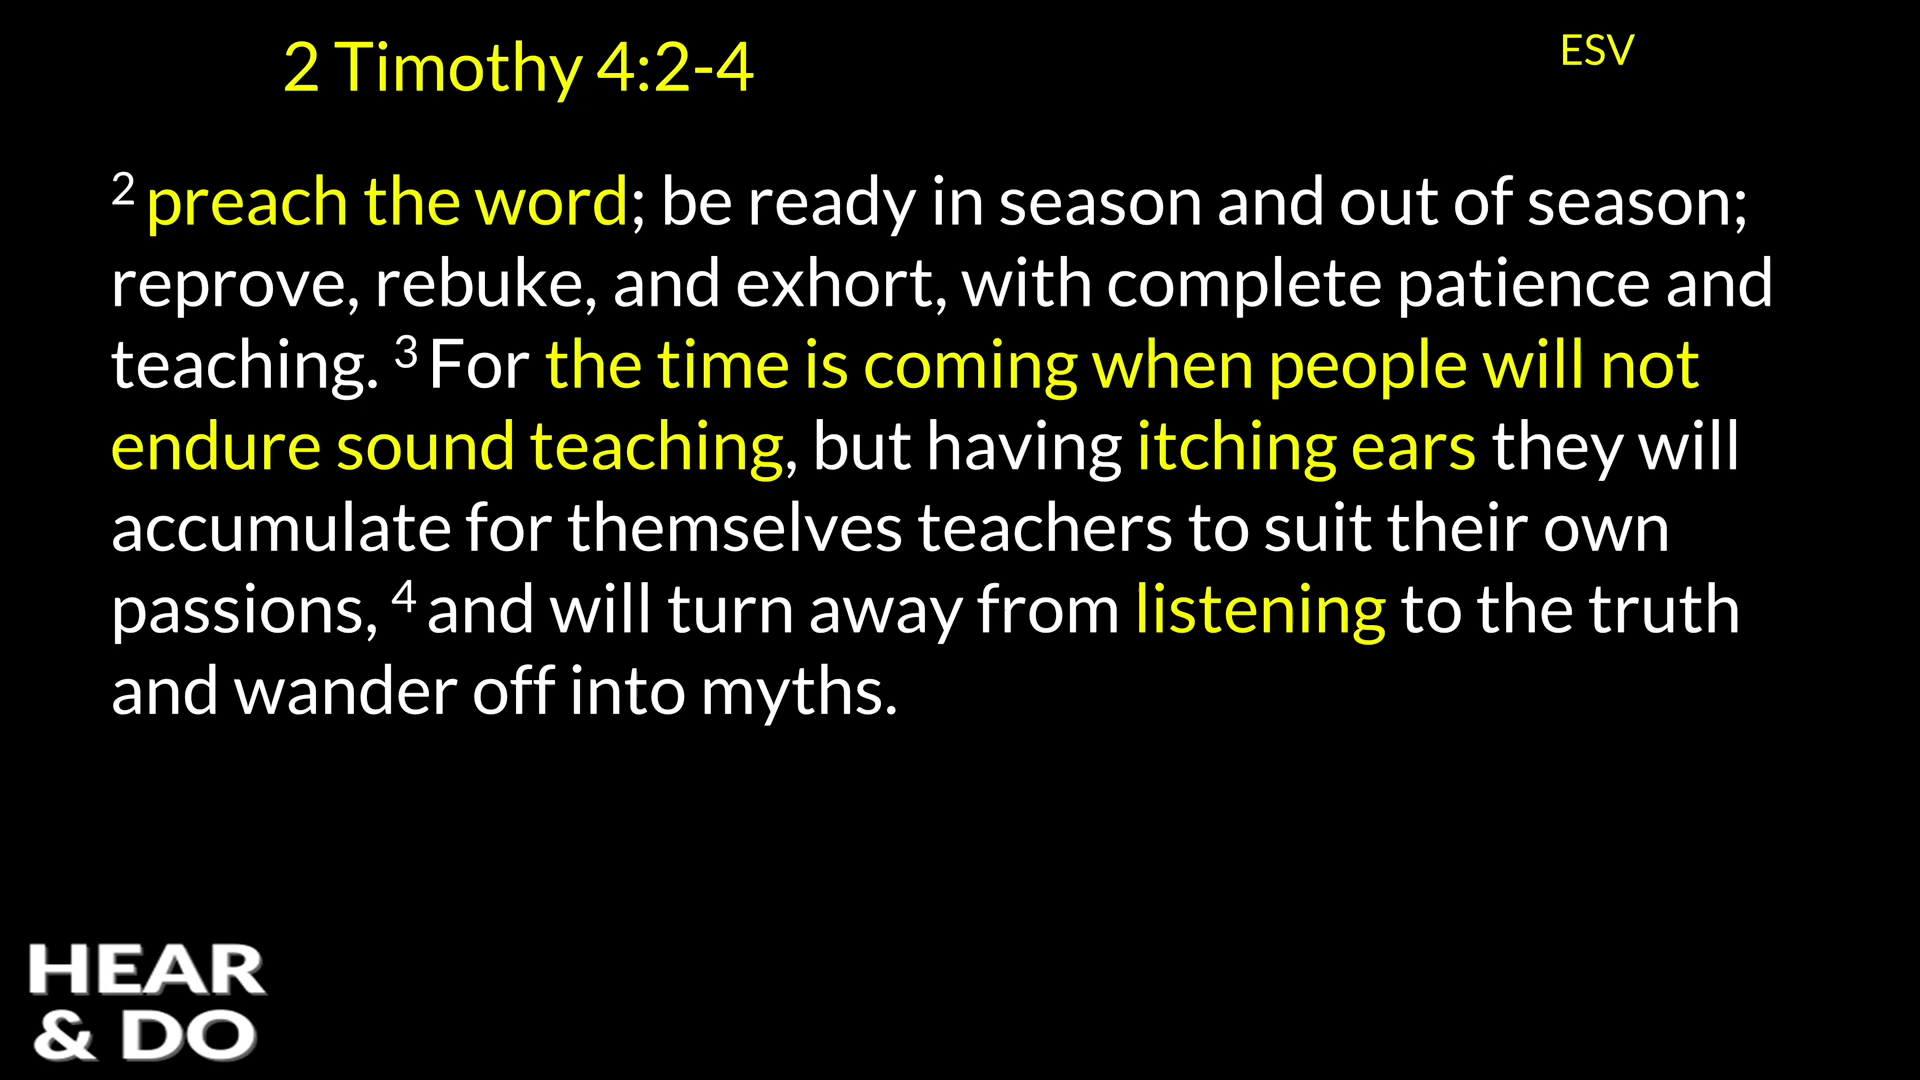 2 Timothy 4:2-4
ESV
2 preach the word; be ready in season and out of season;
reprove, rebuke, and exhort, with complete patience and
teaching. 3 For the time is coming when people will not
endure sound teaching, but having itching ears they will
accumulate for themselves teachers to suit their own
passions, 4 and will turn away from listening to the truth
and wander off into myths.
HEAR
& DO